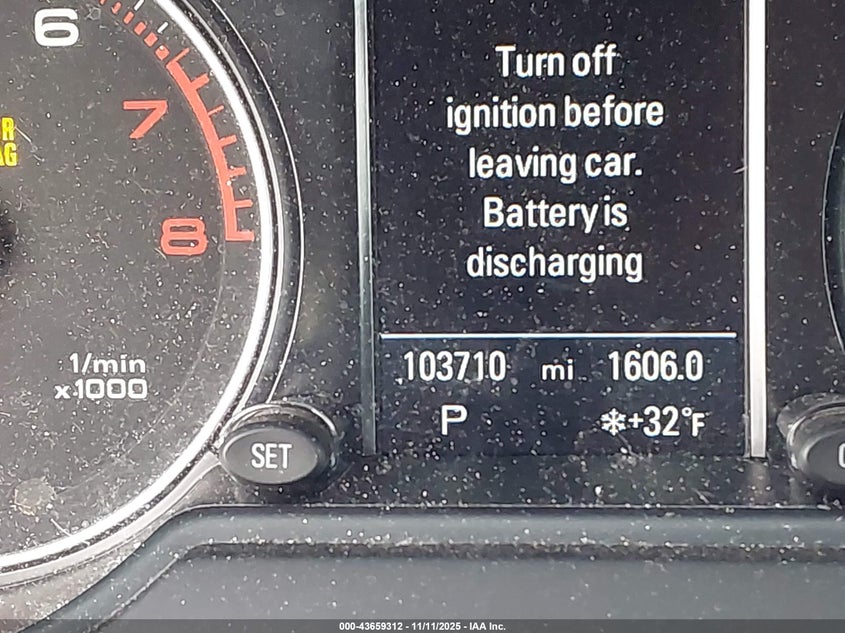 6
7
8
AG
1/min
x1000
SET
Turn off
ignition before
leaving car.
Battery is
discharging
103710 mi 1606.0
P ❄+32°F
000-43659312 - 11/11/2025 - IAA Inc.